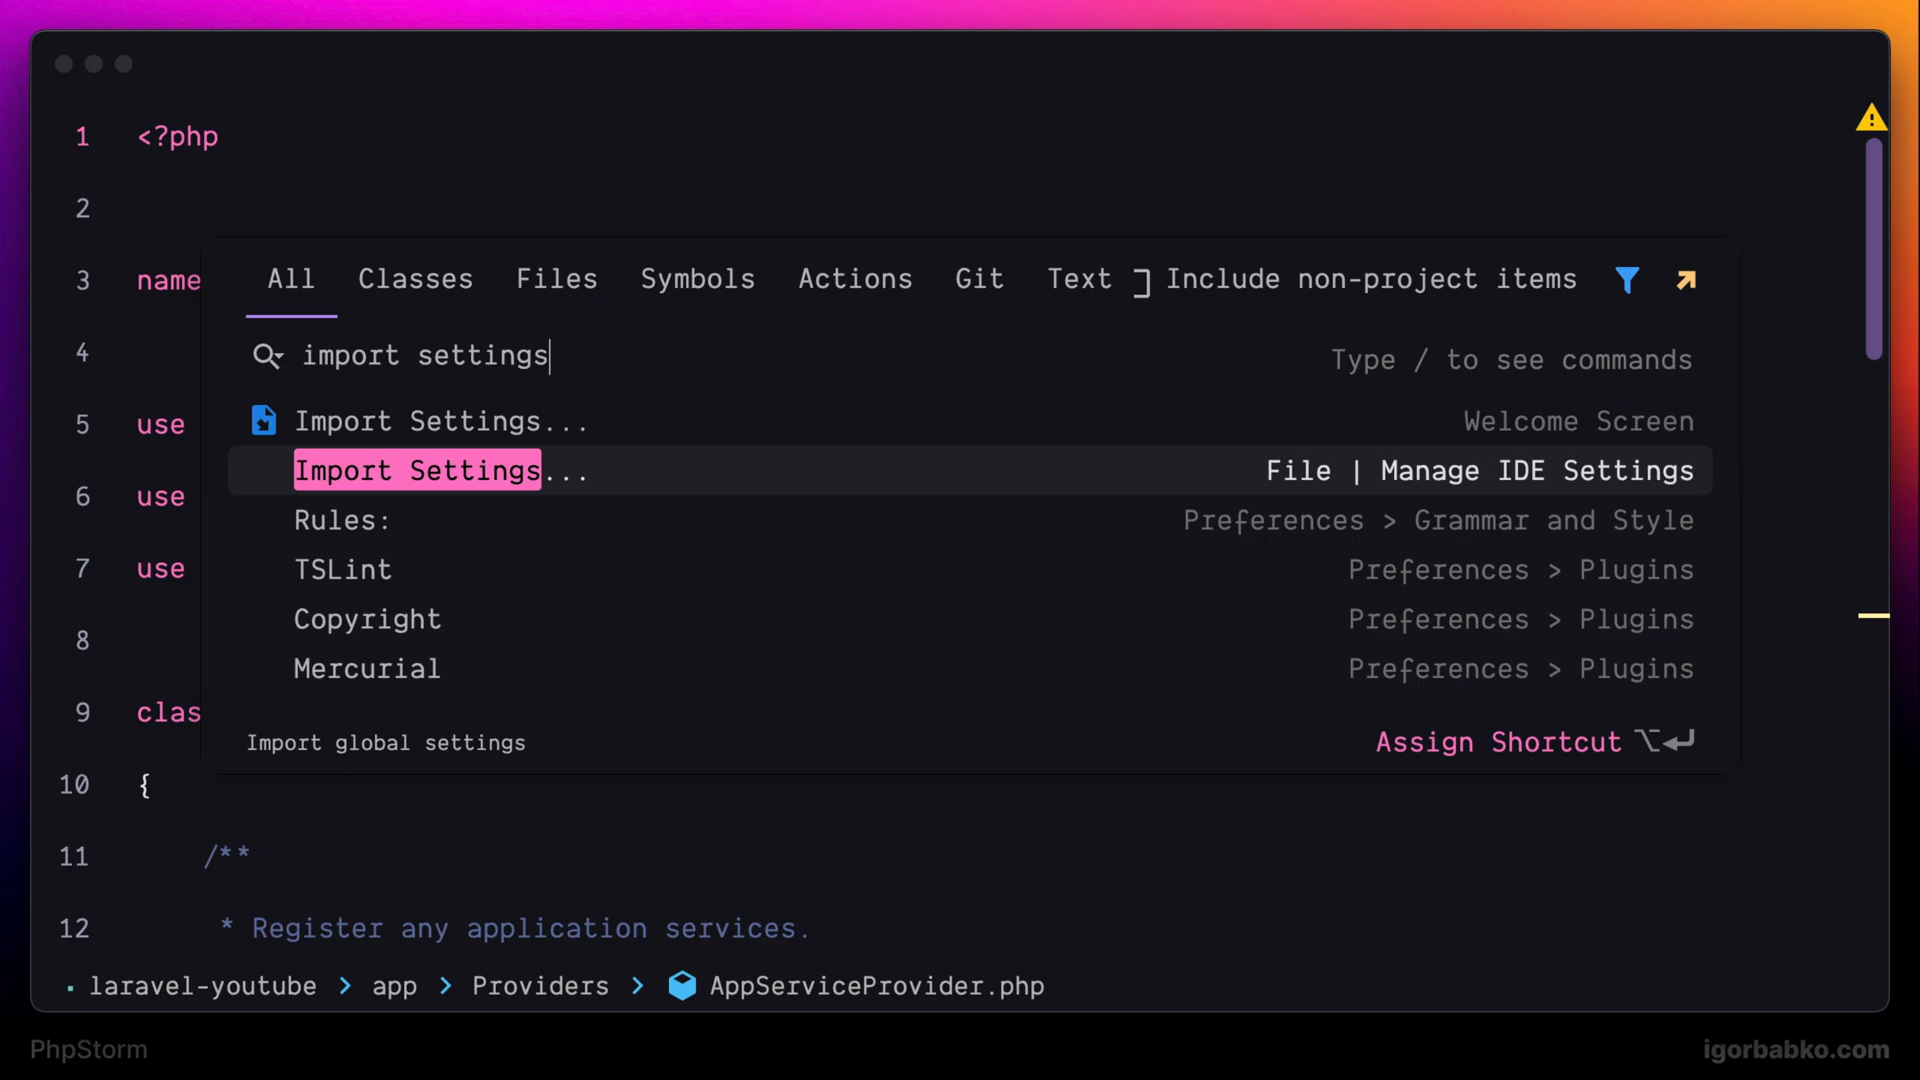 1 <?php
2
3 name
All Classes Files Symbols Actions Git Text Include non-project items
4
import settings Type / to see commands
5 use
Import Settings... Welcome Screen
Import Settings... File | Manage IDE Settings
6 use
Rules: Preferences > Grammar and Style
7 use
TSLint Preferences > Plugins
Copyright Preferences > Plugins
8
Mercurial Preferences > Plugins
9 clas
Import global settings Assign Shortcut ⌥↵
10 {
11 /**
12 * Register any application services.
laravel-youtube > app > Providers > AppServiceProvider.php
PhpStorm igorbabko.com